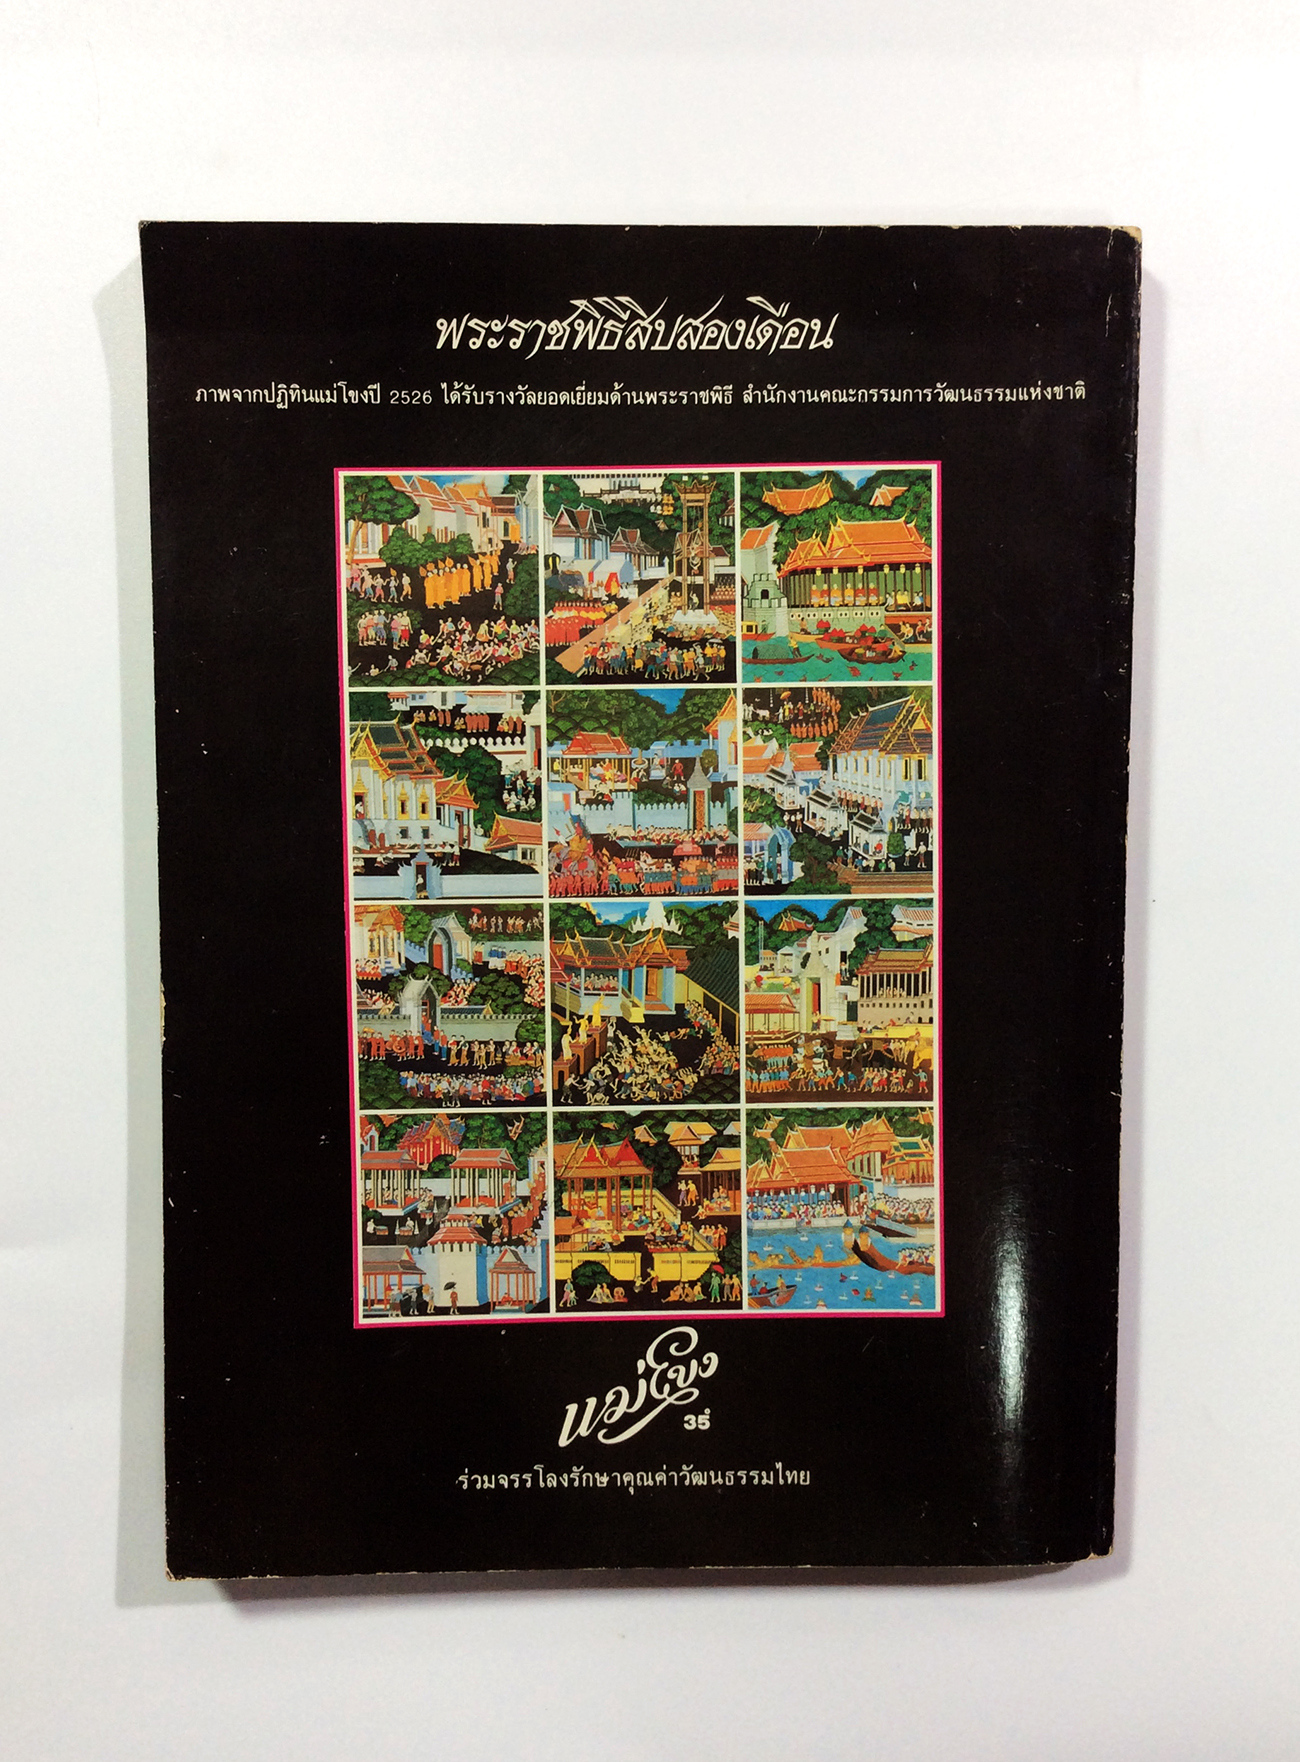 พระราชพิธีสิบสองเดือน
ภาพจากปฏิทินแม่โขงปี 2526 ได้รับรางวัลยอดเยี่ยมด้านพระราชพิธี สำนักงานคณะกรรมการวัฒนธรรมแห่งชาติ
แม่โขง
35°
ร่วมจรรโลงรักษาคุณค่าวัฒนธรรมไทย